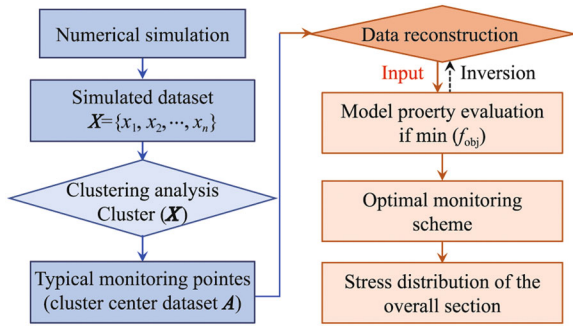 Numerical simulation
Simulated dataset
X={x₁, x₂,···, xₙ}
Clustering analysis
Cluster (X)
Typical monitoring pointes
(cluster center dataset A)
Data reconstruction
Input
Inversion
Model proerty evaluation
if min (f_obj)
Optimal monitoring
scheme
Stress distribution of the
overall section